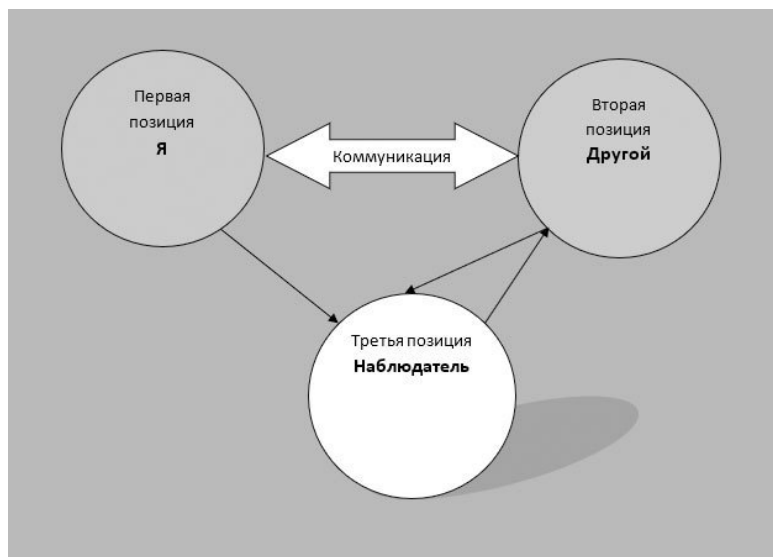 Первая
позиция
Я
Коммуникация
Вторая
позиция
Другой
Третья позиция
Наблюдатель